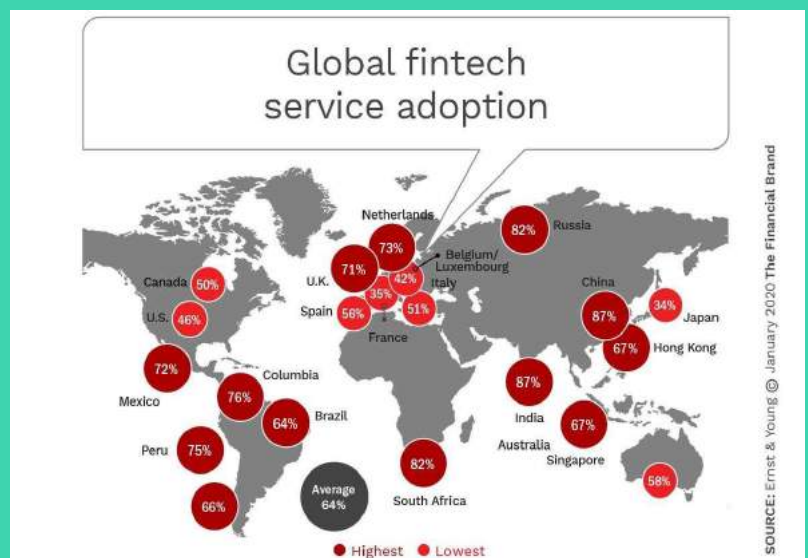 Global fintech
service adoption
Netherlands
73%
Russia
82%
Belgium/
Luxembourg
42%
U.K.
71%
Italy
51%
35%
France
Spain
56%
Canada
50%
U.S.
46%
China
87%
34%
Japan
67%
Hong Kong
72%
Mexico
Columbia
76%
64%
Brazil
87%
India
Australia
67%
Singapore
Peru
75%
82%
South Africa
58%
66%
Average
64%
Highest
Lowest
SOURCE: Ernst & Young © January 2020 The Financial Brand